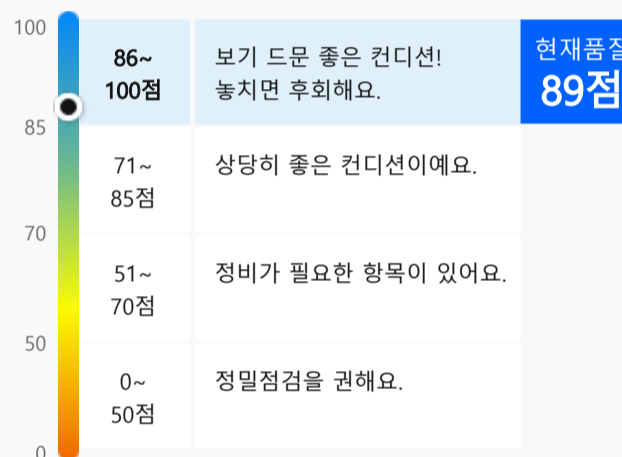 100
86~
100점
보기 드문 좋은 컨디션!
놓치면 후회해요.
현재품질
89점
85
71~
85점
상당히 좋은 컨디션이예요.
70
51~
70점
정비가 필요한 항목이 있어요.
50
0~
50점
정밀점검을 권해요.
0